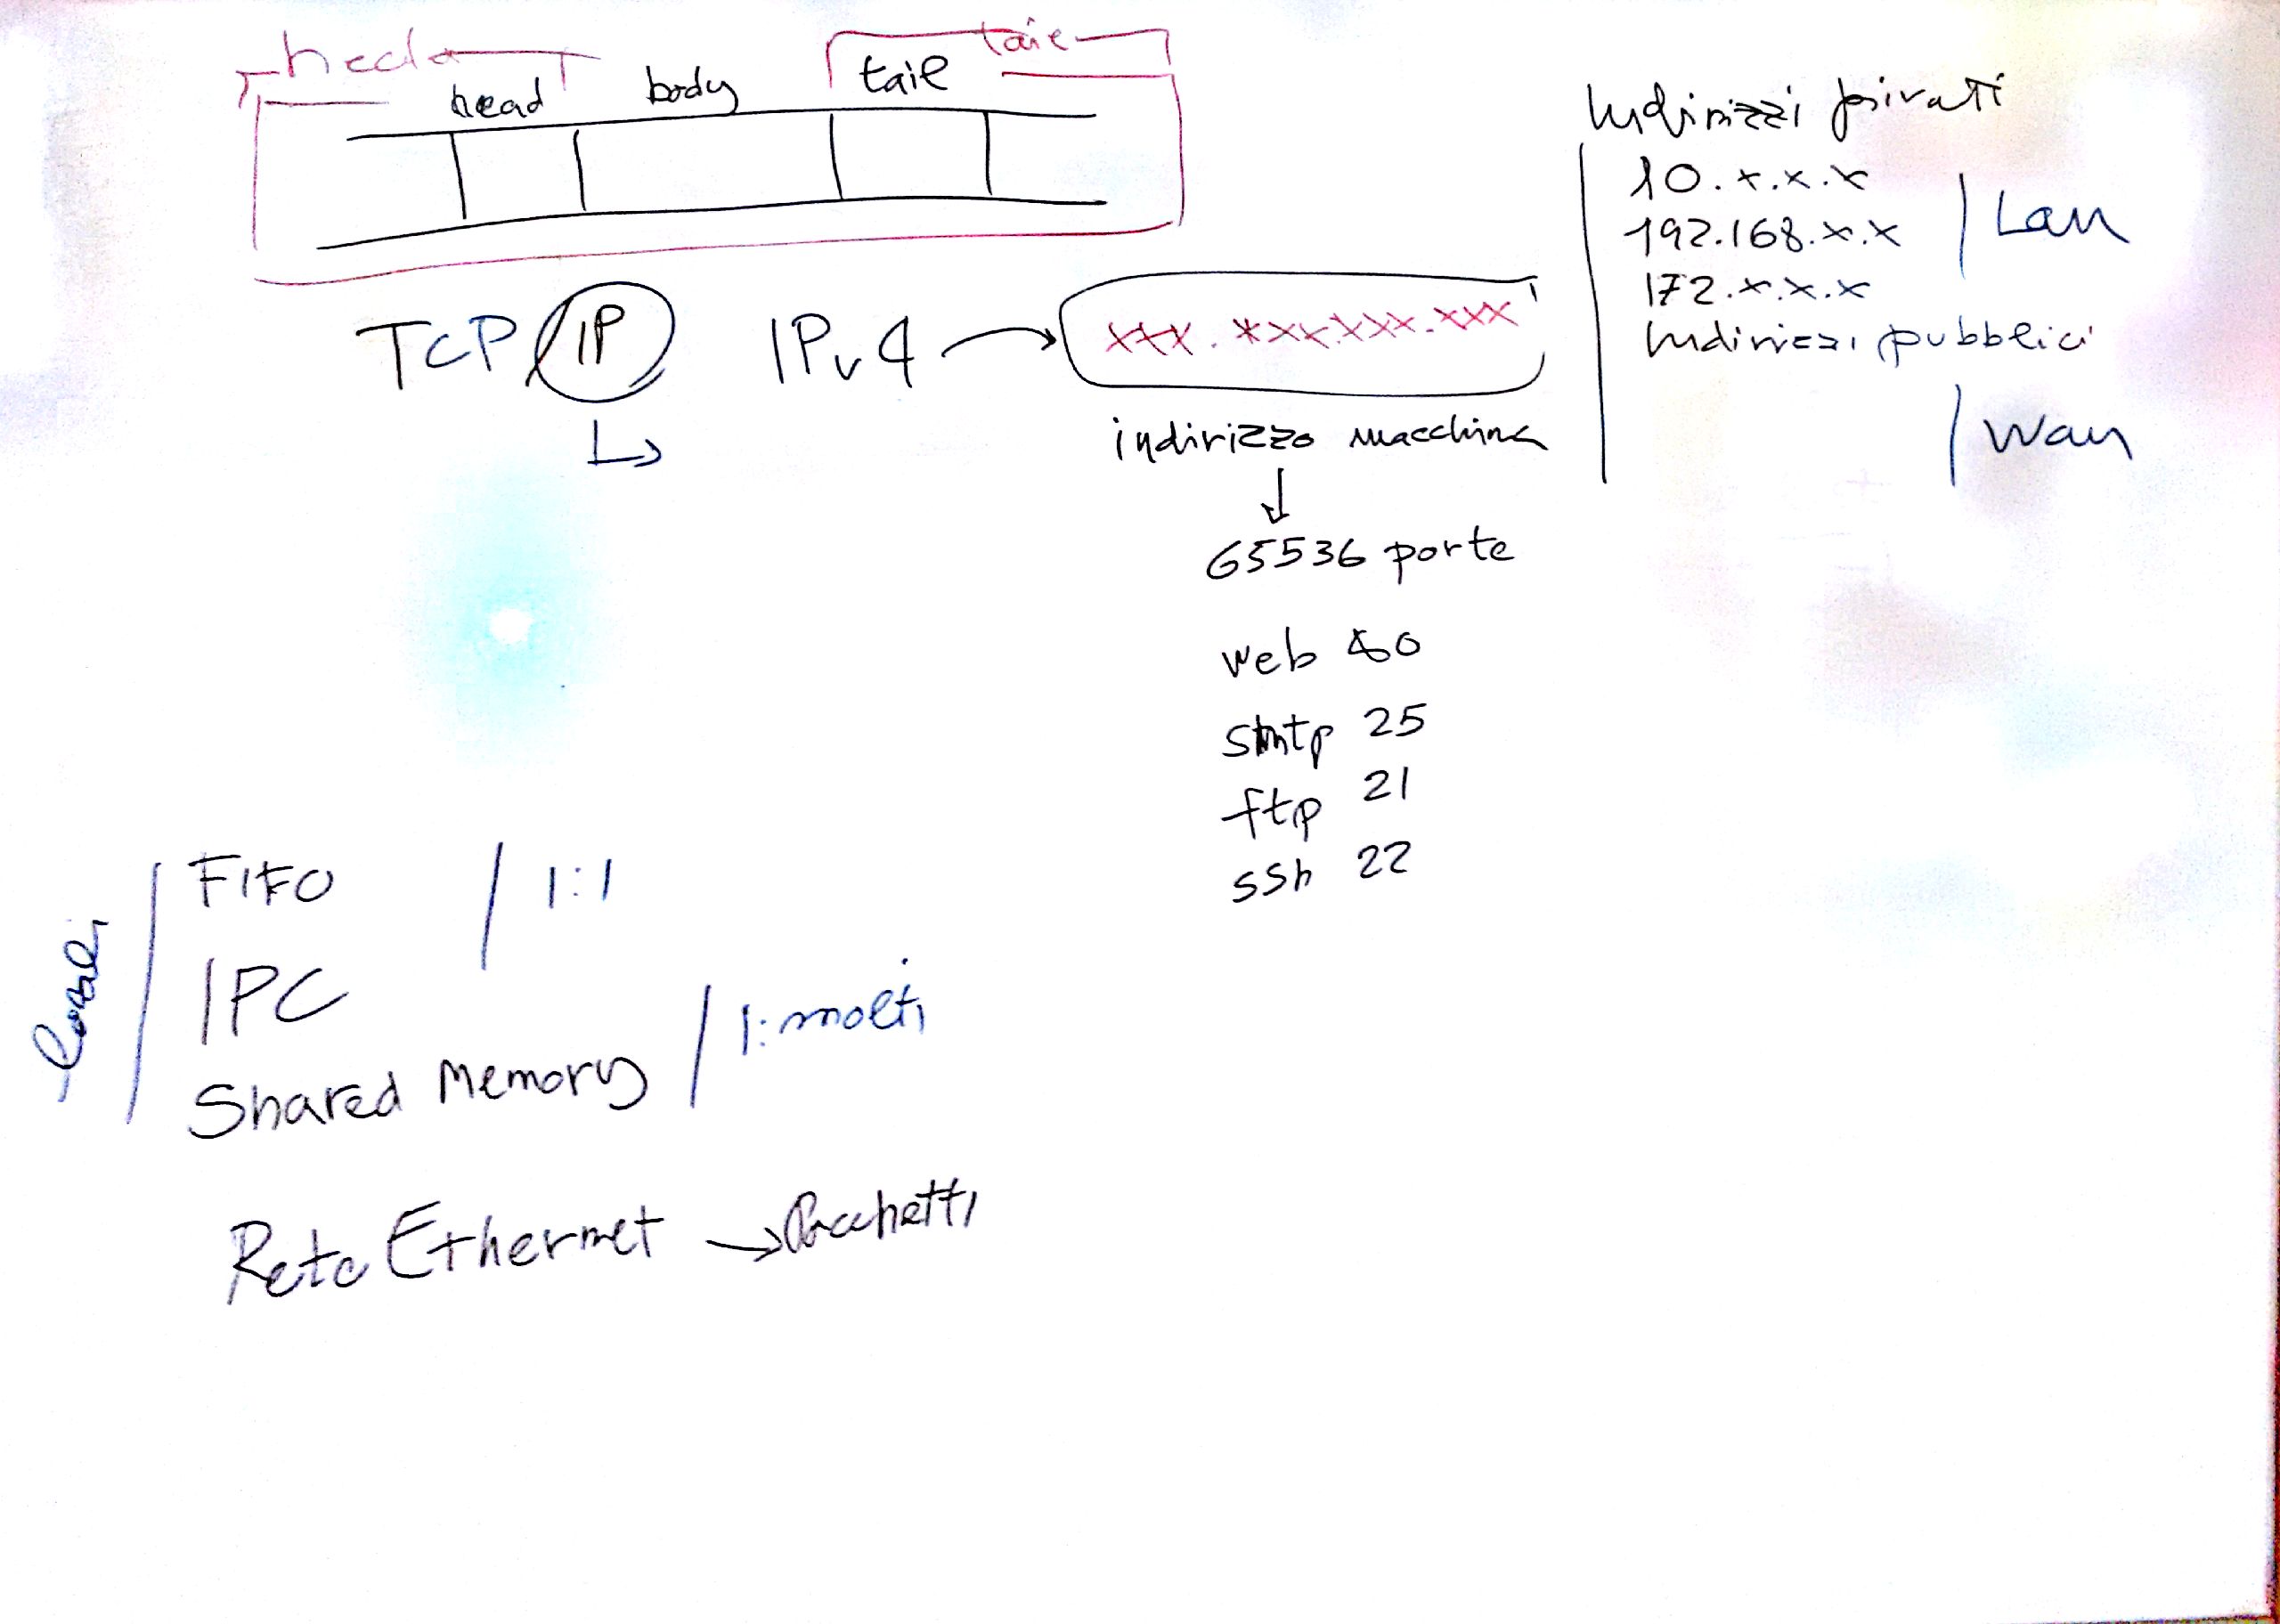 head
taie
head body tail
Indirizzi privati
10.x.x.x
192.168.x.x
Lan
172.x.x.x
TCP/IP IPv4 → xxx.xxx.xxx.xxx
Indirizzi pubblici
Wan
indirizzo macchina
65536 porte
web 80
smtp 25
ftp 21
ssh 22
locali
FIFO 1:1
IPC
Shared Memory 1:molti
Rete Ethernet → Pacchetti